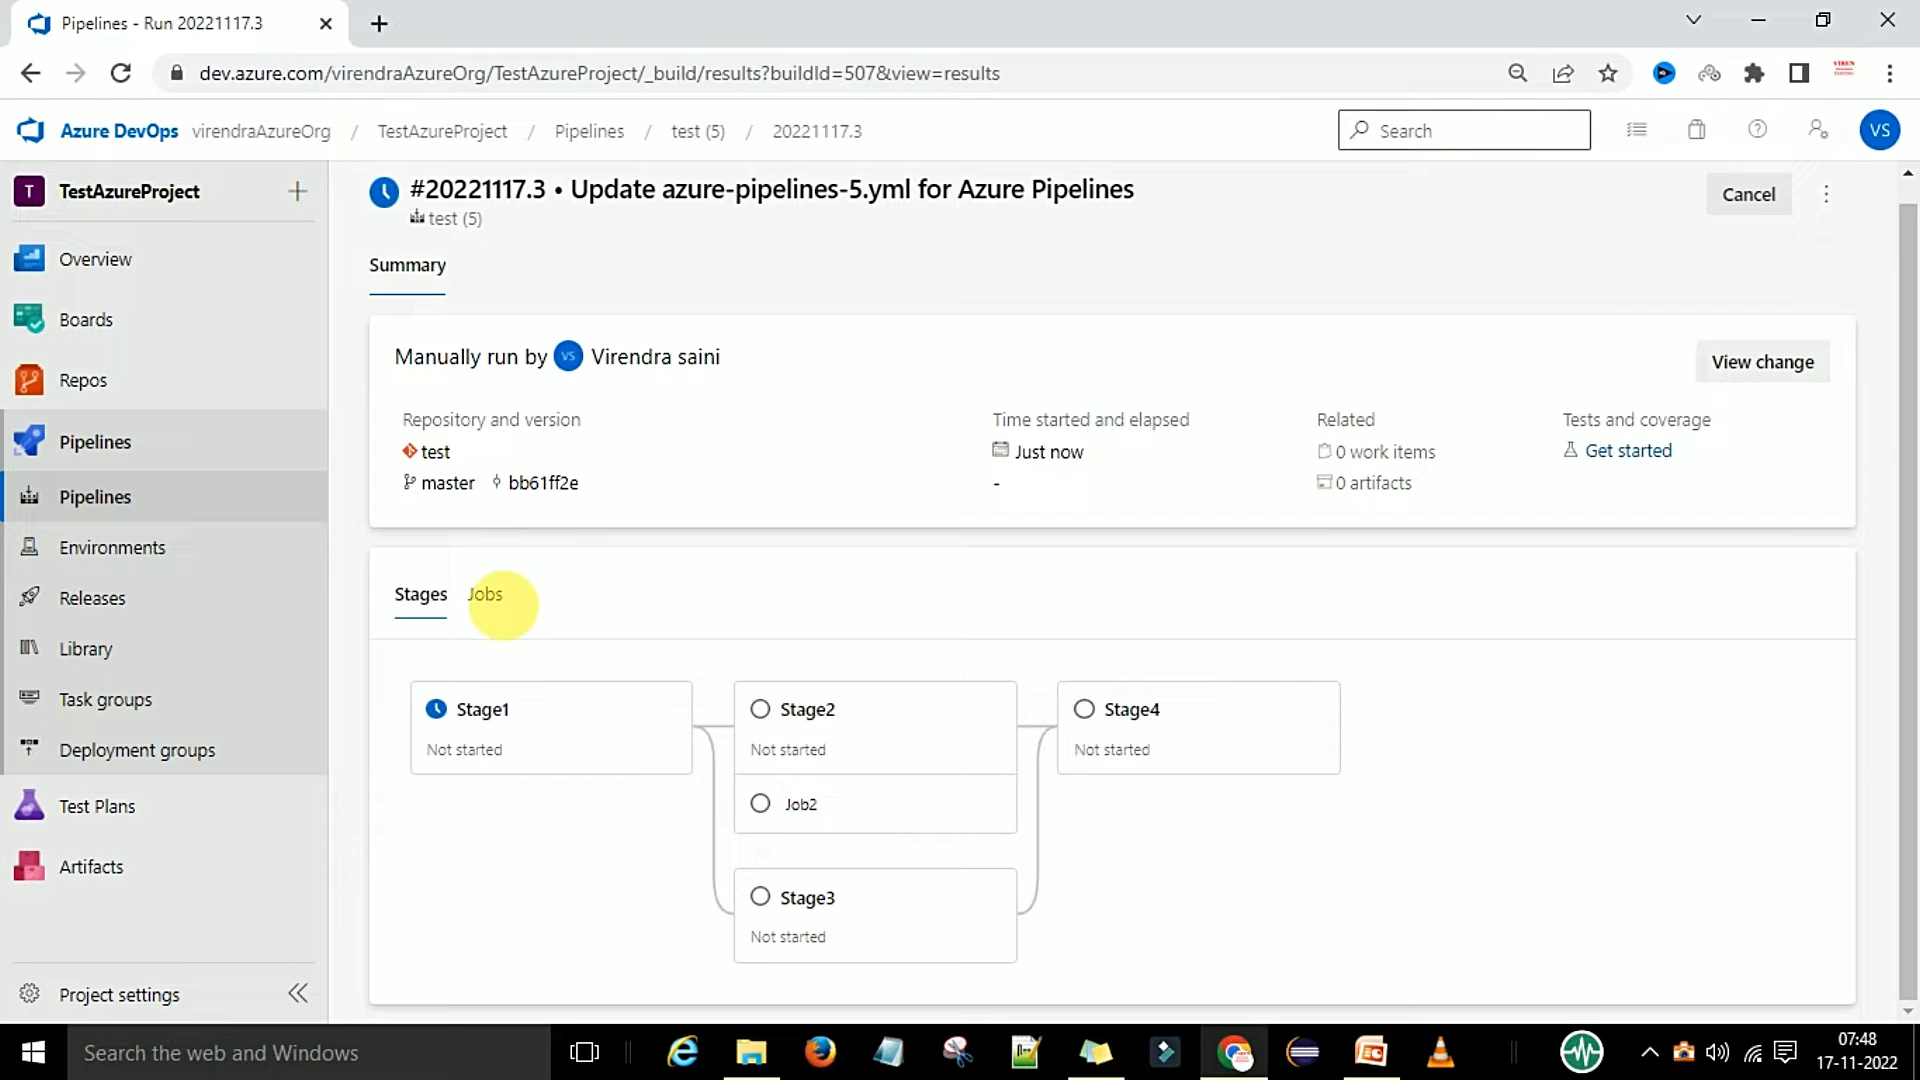 Pipelines - Run 20221117.3
dev.azure.com/virendraAzureOrg/TestAzureProject/_build/results?buildId=507&view=results
Azure DevOps virendraAzureOrg / TestAzureProject / Pipelines / test (5) / 20221117.3
Search
VS
T TestAzureProject
Overview
Boards
Repos
Pipelines
Pipelines
Environments
Releases
Library
Task groups
Deployment groups
Test Plans
Artifacts
Project settings
#20221117.3 • Update azure-pipelines-5.yml for Azure Pipelines
test (5)
Cancel
Summary
Manually run by VS Virendra saini
View change
Repository and version
test
master bb61ff2e
Time started and elapsed
Just now
-
Related
0 work items
0 artifacts
Tests and coverage
Get started
Stages Jobs
Stage1
Not started
Stage2
Not started
Job2
Stage3
Not started
Stage4
Not started
Search the web and Windows
07:48
17-11-2022